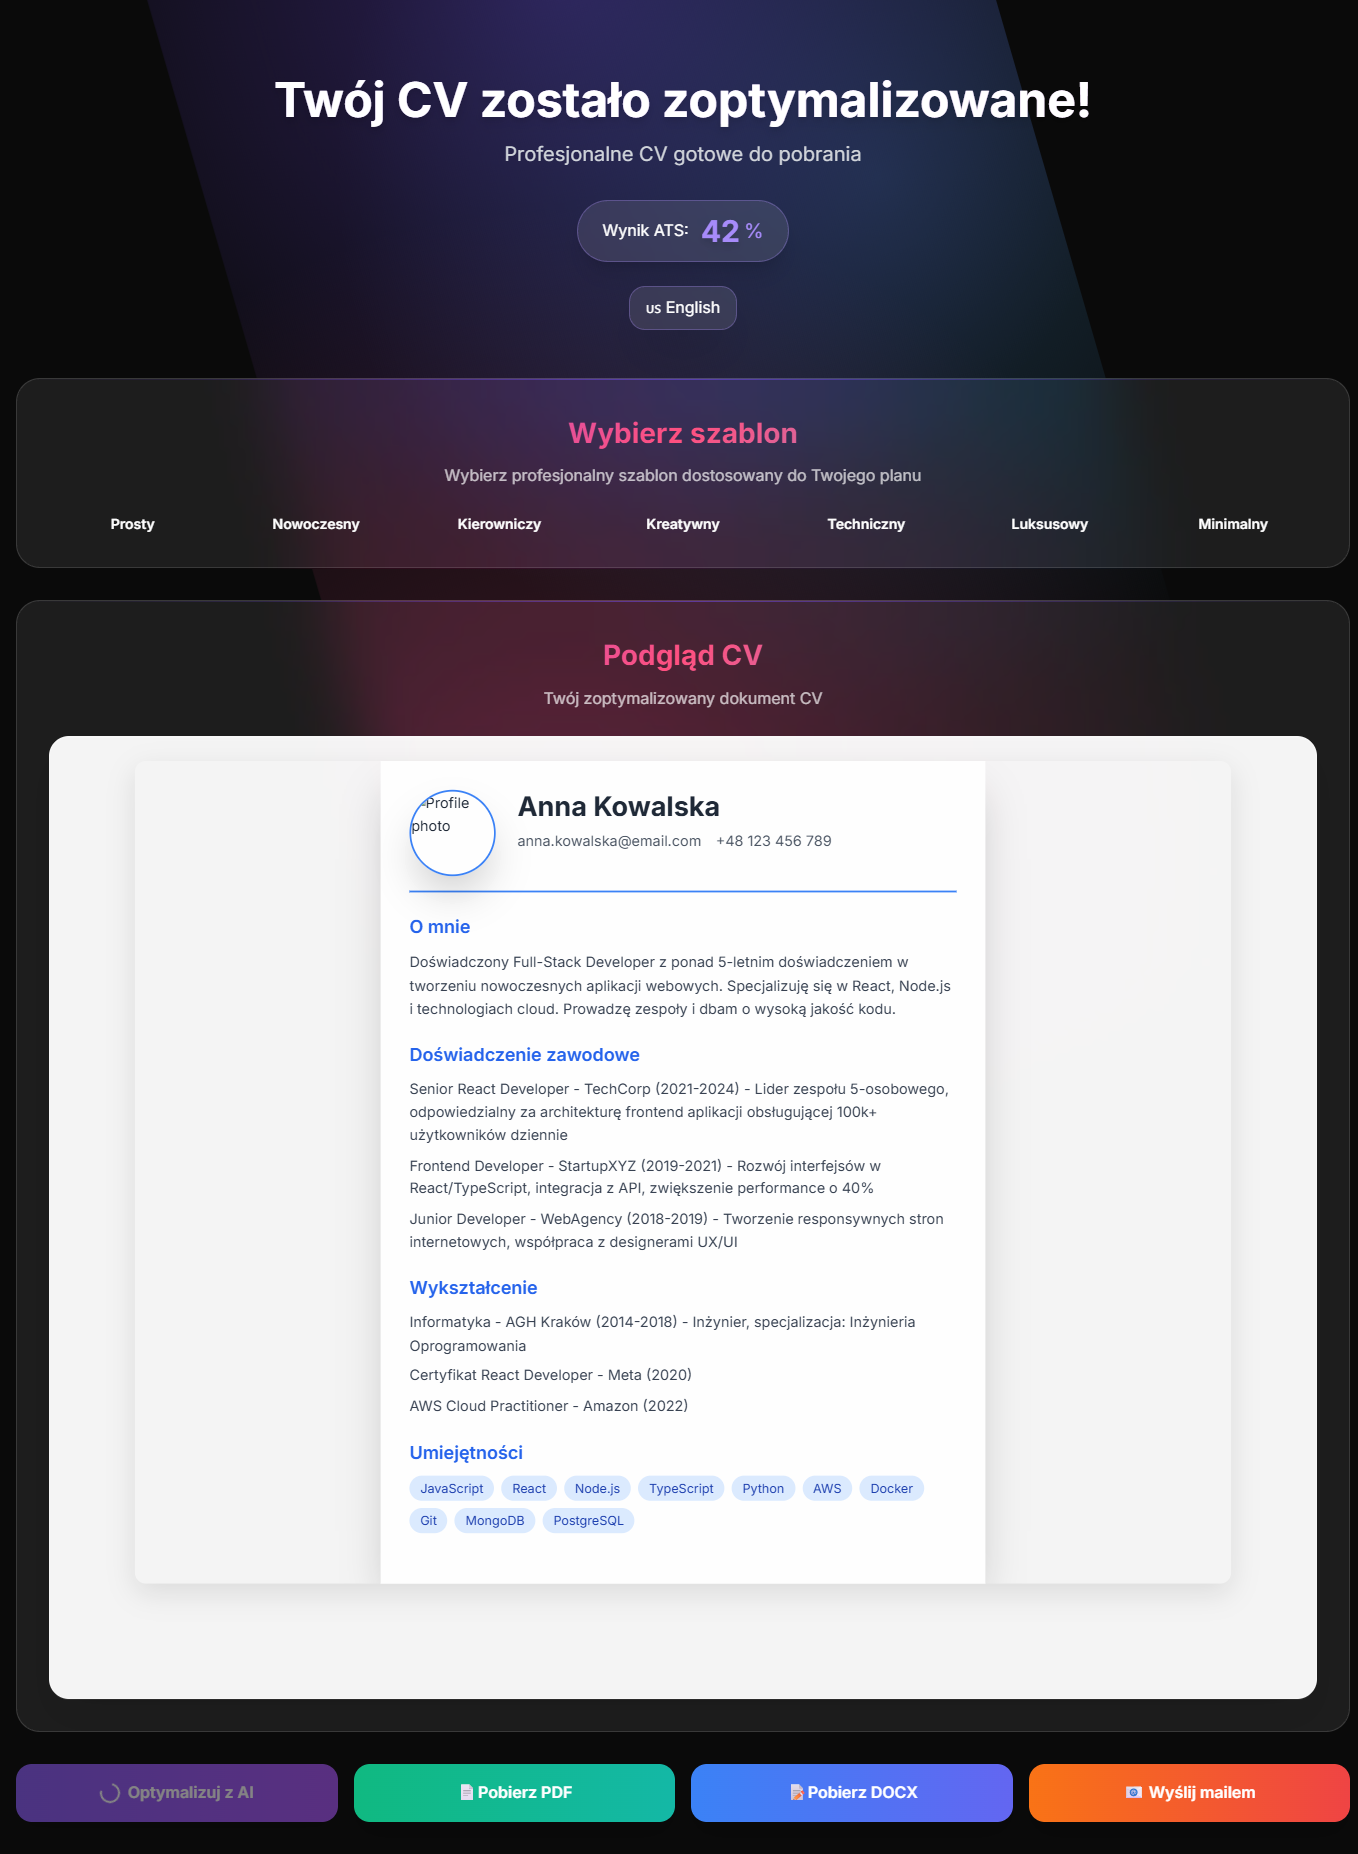 Twój CV zostało zoptymalizowane!
Profesjonalne CV gotowe do pobrania
Wynik ATS: 42 %
US English
Wybierz szablon
Wybierz profesjonalny szablon dostosowany do Twojego planu
Prosty Nowoczesny Kierowniczy Kreatywny Techniczny Luksusowy Minimalny
Podgląd CV
Twój zoptymalizowany dokument CV
Profile
photo
Anna Kowalska
anna.kowalska@email.com +48 123 456 789
O mnie
Doświadczony Full-Stack Developer z ponad 5-letnim doświadczeniem w
tworzeniu nowoczesnych aplikacji webowych. Specjalizuję się w React, Node.js
i technologiach cloud. Prowadzę zespoły i dbam o wysoką jakość kodu.
Doświadczenie zawodowe
Senior React Developer - TechCorp (2021-2024) - Lider zespołu 5-osobowego,
odpowiedzialny za architekturę frontend aplikacji obsługującej 100k+
użytkowników dziennie
Frontend Developer - StartupXYZ (2019-2021) - Rozwój interfejsów w
React/TypeScript, integracja z API, zwiększenie performance o 40%
Junior Developer - WebAgency (2018-2019) - Tworzenie responsywnych stron
internetowych, współpraca z designerami UX/UI
Wykształcenie
Informatyka - AGH Kraków (2014-2018) - Inżynier, specjalizacja: Inżynieria
Oprogramowania
Certyfikat React Developer - Meta (2020)
AWS Cloud Practitioner - Amazon (2022)
Umiejętności
JavaScript React Node.js TypeScript Python AWS Docker
Git MongoDB PostgreSQL
Optymalizuj z AI Pobierz PDF Pobierz DOCX Wyślij mailem